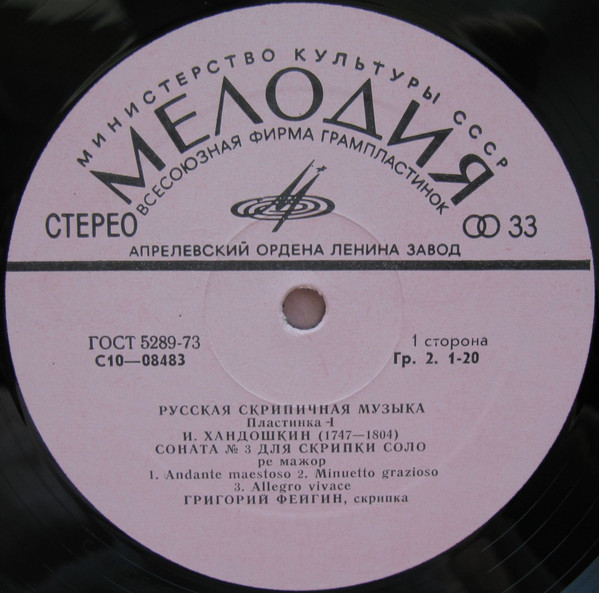 МИНИСТЕРСТВО КУЛЬТУРЫ СССР
МЕЛОДИЯ
ВСЕСОЮЗНАЯ ФИРМА ГРАМПЛАСТИНОК
СТЕРЕО
33
АПРЕЛЕВСКИЙ ОРДЕНА ЛЕНИНА ЗАВОД
ГОСТ 5289-73
1 сторона
С10—08483
Гр. 2. 1-20
РУССКАЯ СКРИПИЧНАЯ МУЗЫКА
Пластинка-1
И. ХАНДОШКИН (1747—1804)
СОНАТА № 3 ДЛЯ СКРИПКИ СОЛО
ре мажор
1. Andante maestoso 2. Minuetto grazioso
3. Allegro vivace
ГРИГОРИЙ ФЕЙГИН, скрипка